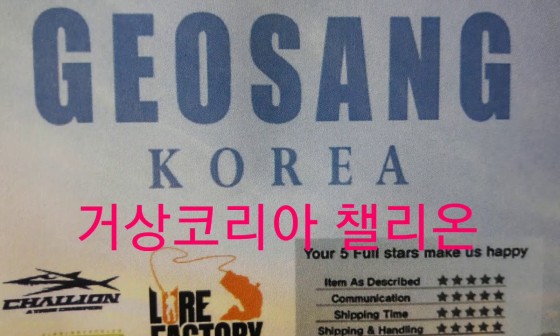 GEOSANG
KOREA
거상코리아 챌리온
CHALLION
LURE
FACTORY
Your 5 Full stars make us happy
Item As Described ★★★★★
Communication ★★★★★
Shipping Time ★★★★★
Shipping & Handling ★★★★★